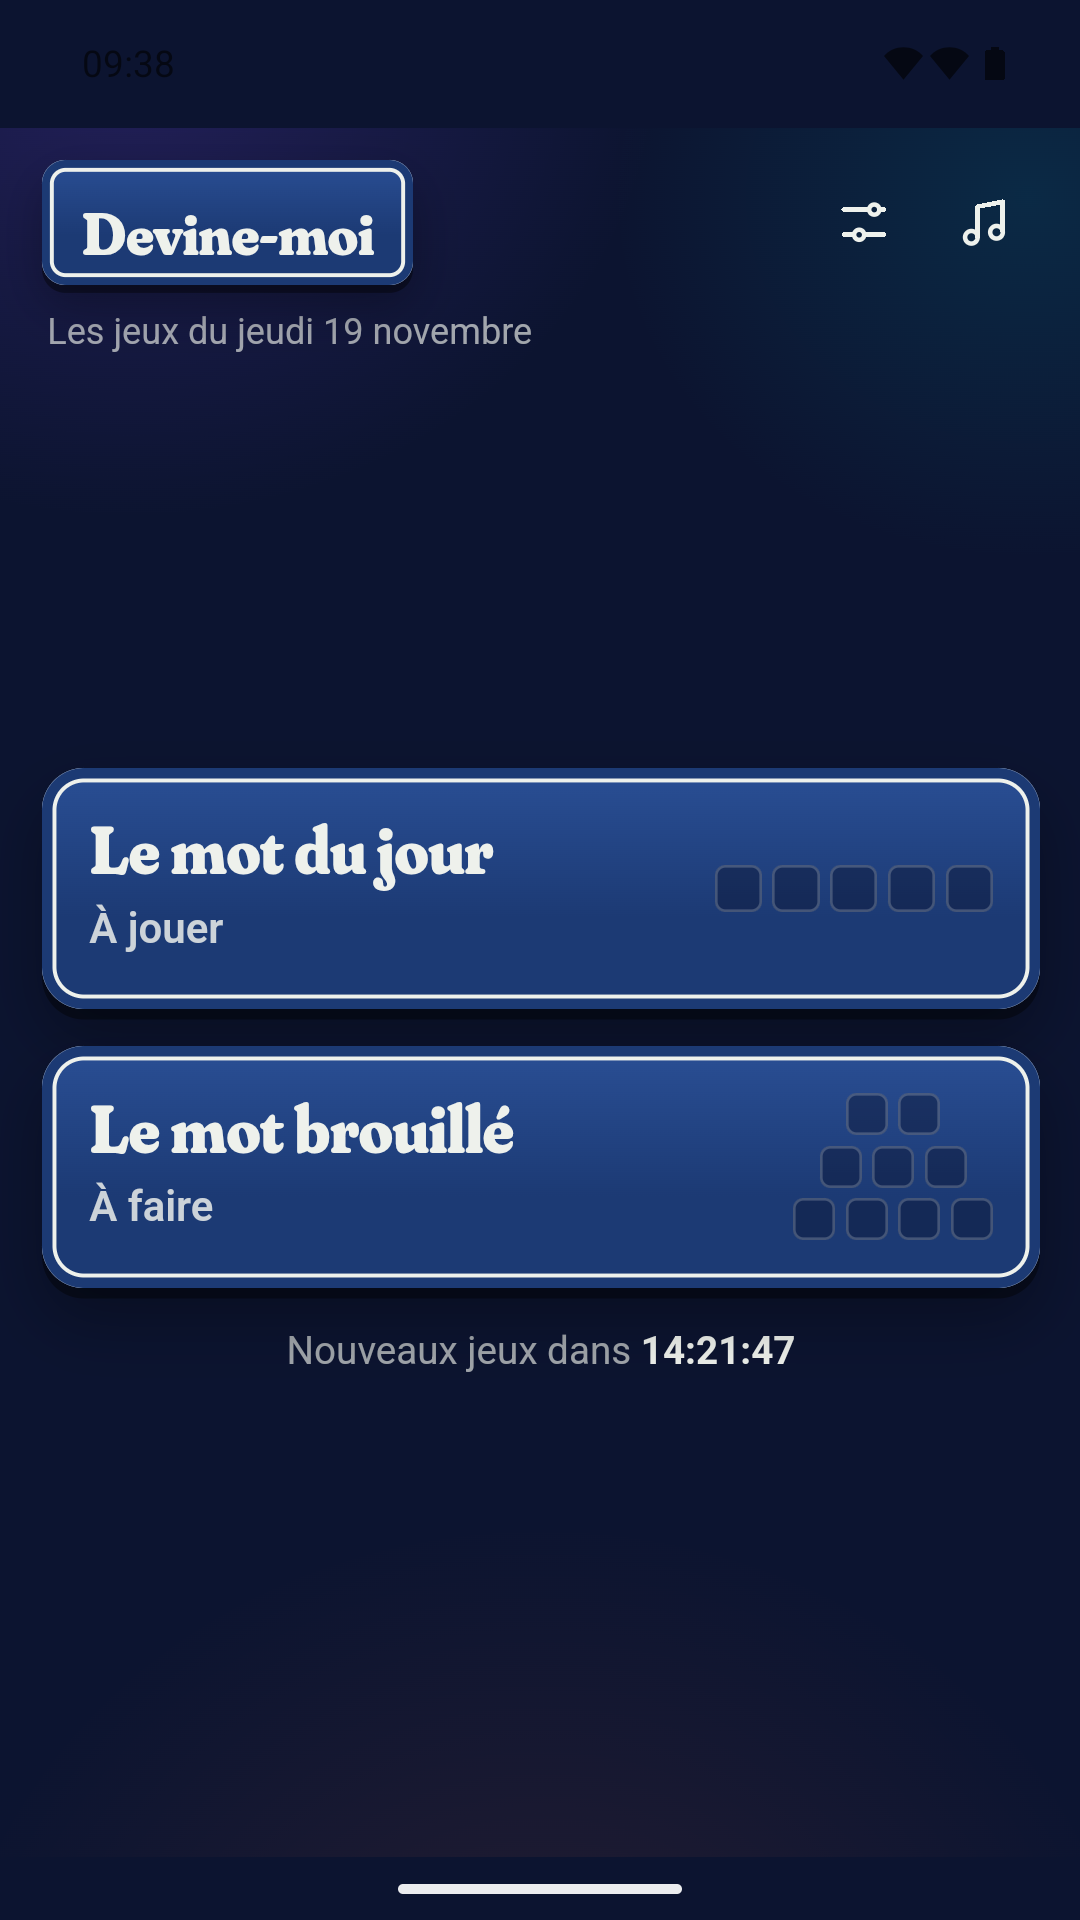 09:38
Devine-moi
Les jeux du jeudi 19 novembre
Le mot du jour
À jouer
Le mot brouillé
À faire
Nouveaux jeux dans 14:21:47